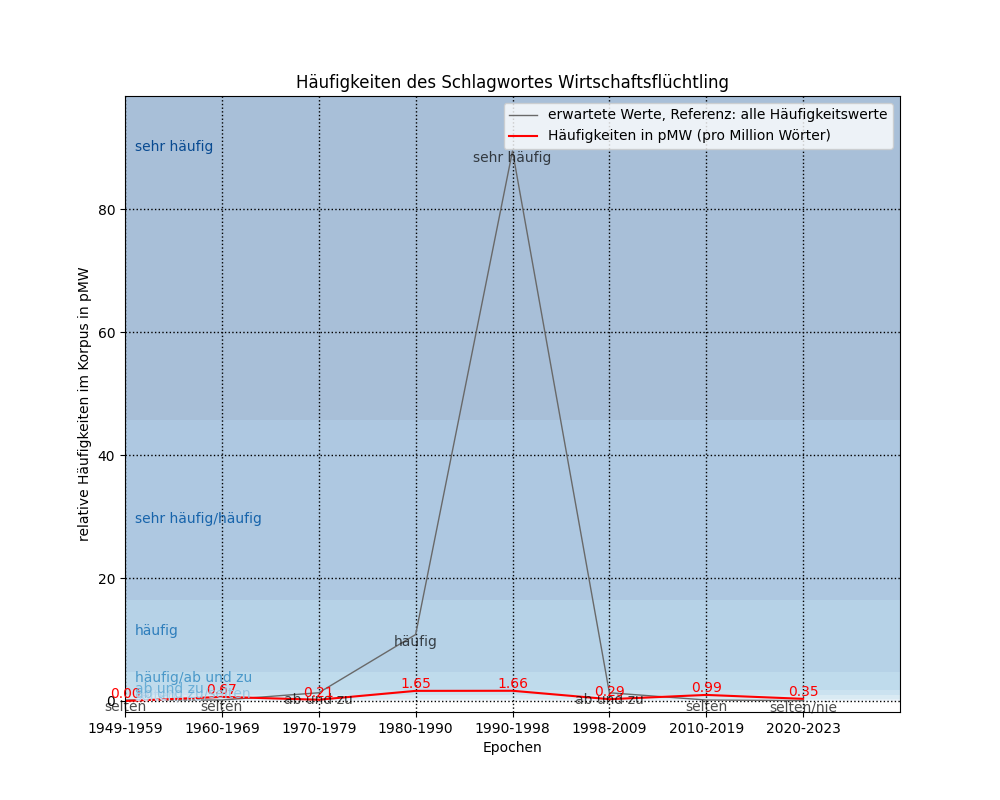 Häufigkeiten des Schlagwortes Wirtschaftsflüchtling
erwartete Werte, Referenz: alle Häufigkeitswerte
Häufigkeiten in pMW (pro Million Wörter)
relative Häufigkeiten im Korpus in pMW
80
60
40
20
0
sehr häufig
sehr häufig/häufig
häufig
häufig/ab und zu
ab und zu
sehr häufig
häufig
0.00
0.67
0.21
1.65
1.66
0.29
0.99
0.35
selten
selten
ab und zu
ab und zu
selten
selten/nie
1949-1959
1960-1969
1970-1979
1980-1990
1990-1998
1998-2009
2010-2019
2020-2023
Epochen